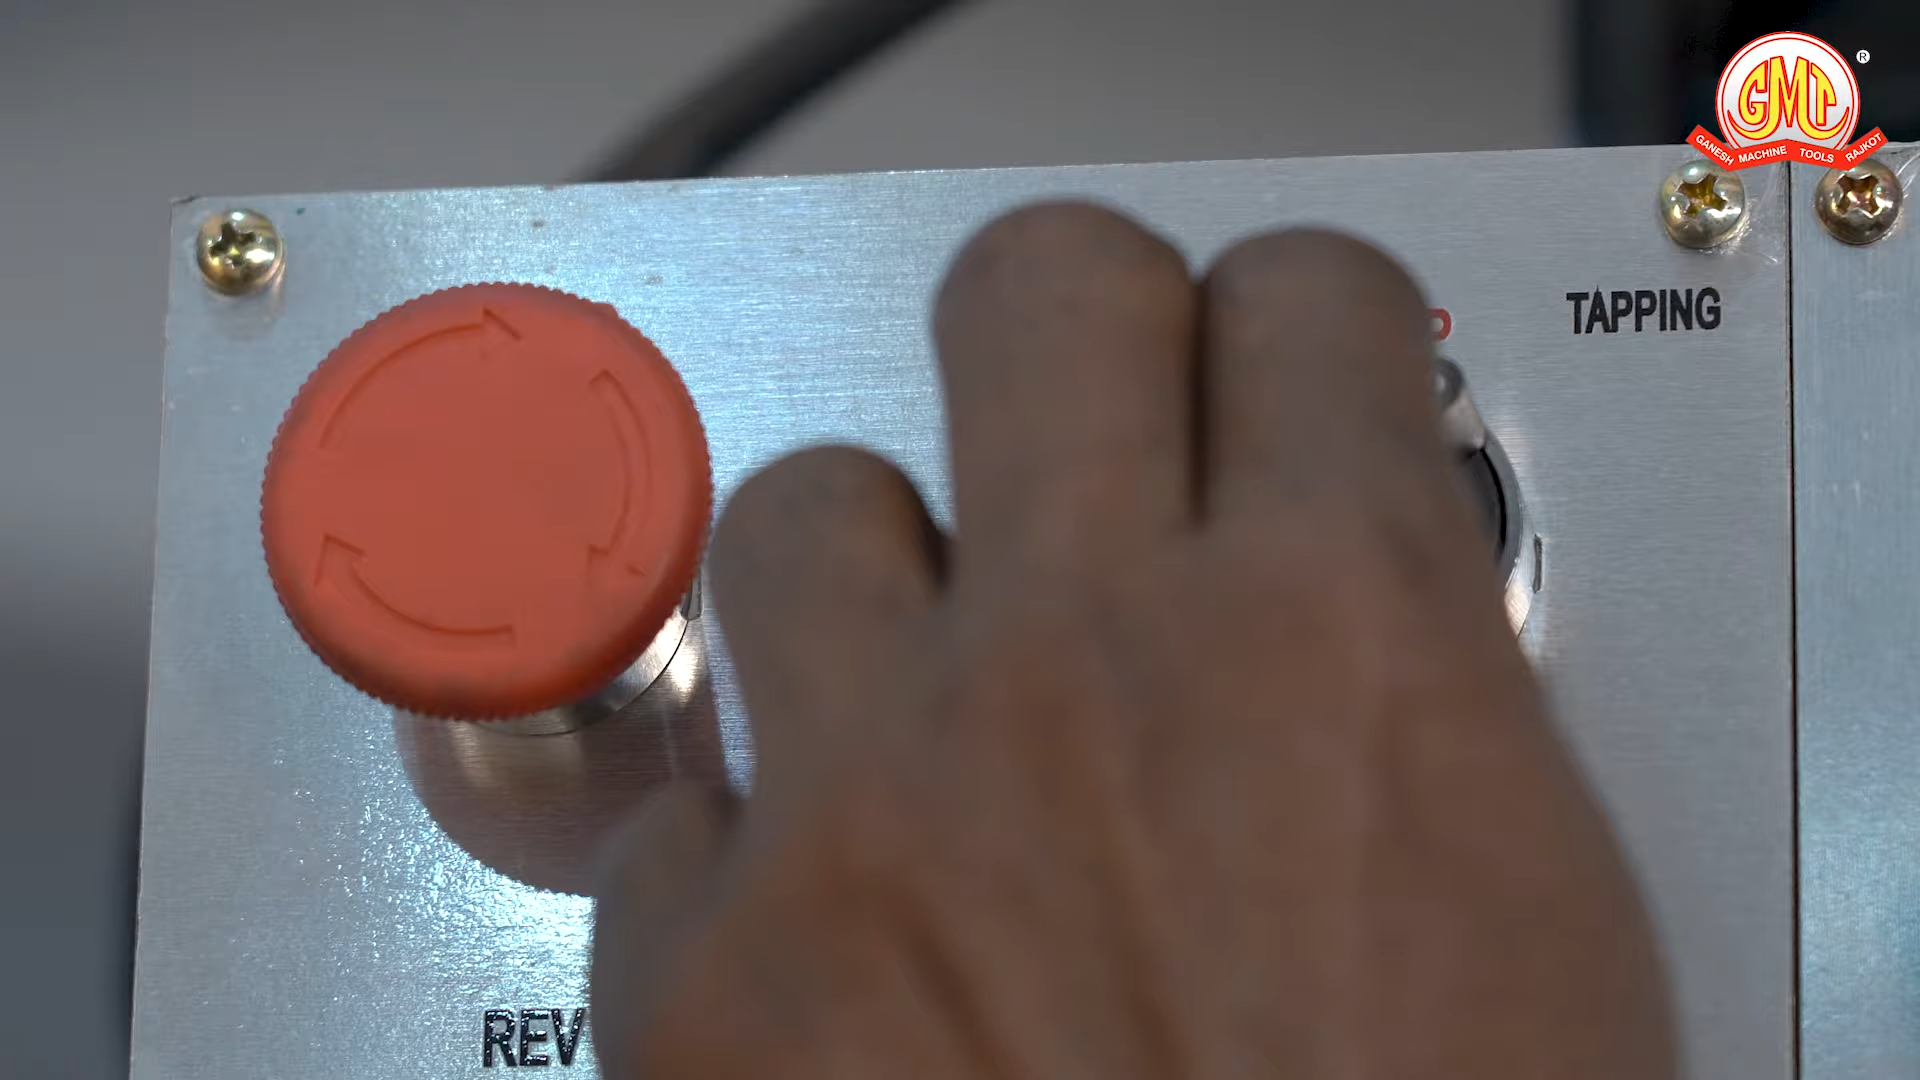 GMT
®
GANESH MACHINE TOOLS RAJKOT
TAPPING
REV